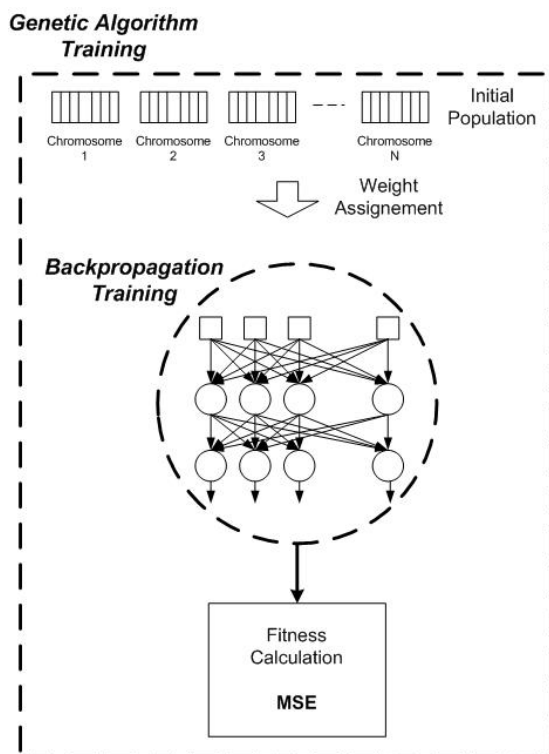 Genetic Algorithm
Training
Initial
Population
Chromosome
1
Chromosome
2
Chromosome
3
Chromosome
N
Weight
Assignement
Backpropagation
Training
Fitness
Calculation
MSE